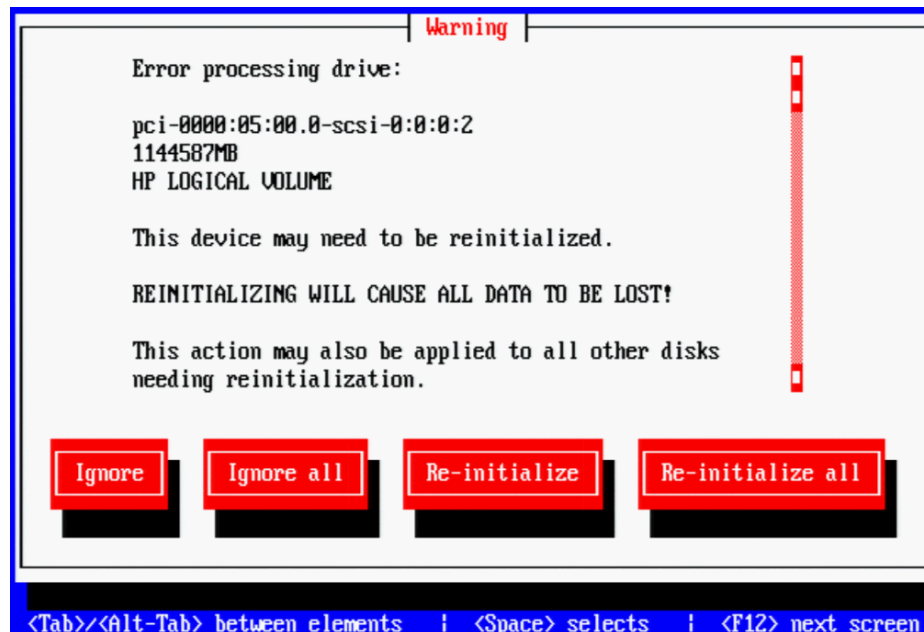 Warning
Error processing drive:
pci-0000:05:00.0-scsi-0:0:0:2
1144587MB
HP LOGICAL VOLUME
This device may need to be reinitialized.
REINITIALIZING WILL CAUSE ALL DATA TO BE LOST!
This action may also be applied to all other disks
needing reinitialization.
Ignore
Ignore all
Re-initialize
Re-initialize all
<Tab>/<Alt-Tab> between elements | <Space> selects | <F12> next screen